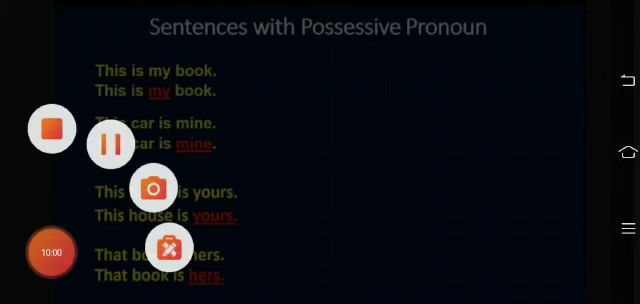 Sentences with Possessive Pronoun
This is my book.
This is my book.
This car is mine.
car is mine.
This is yours.
This house is yours.
That hers.
That book is hers.
10:00